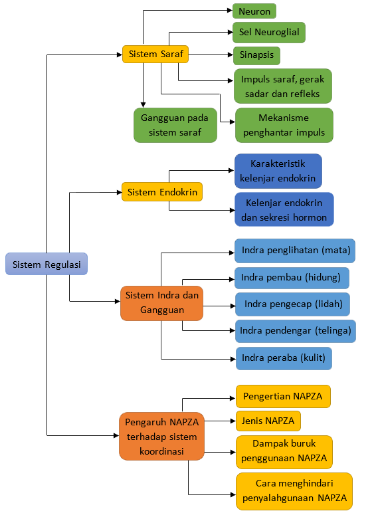 Neuron
Sel Neuroglial
Sistem Saraf
Sinapsis
Impuls saraf, gerak
sadar dan refleks
Gangguan pada
sistem saraf
Mekanisme
penghantar impuls
Karakteristik
kelenjar endokrin
Sistem Endokrin
Kelenjar endokrin
dan sekresi hormon
Sistem Regulasi
Indra penglihatan (mata)
Indra pembau (hidung)
Sistem Indra dan
Gangguan
Indra pengecap (lidah)
Indra pendengar (telinga)
Indra peraba (kulit)
Pengertian NAPZA
Pengaruh NAPZA
terhadap sistem
koordinasi
Jenis NAPZA
Dampak buruk
penggunaan NAPZA
Cara menghindari
penyalahgunaan NAPZA